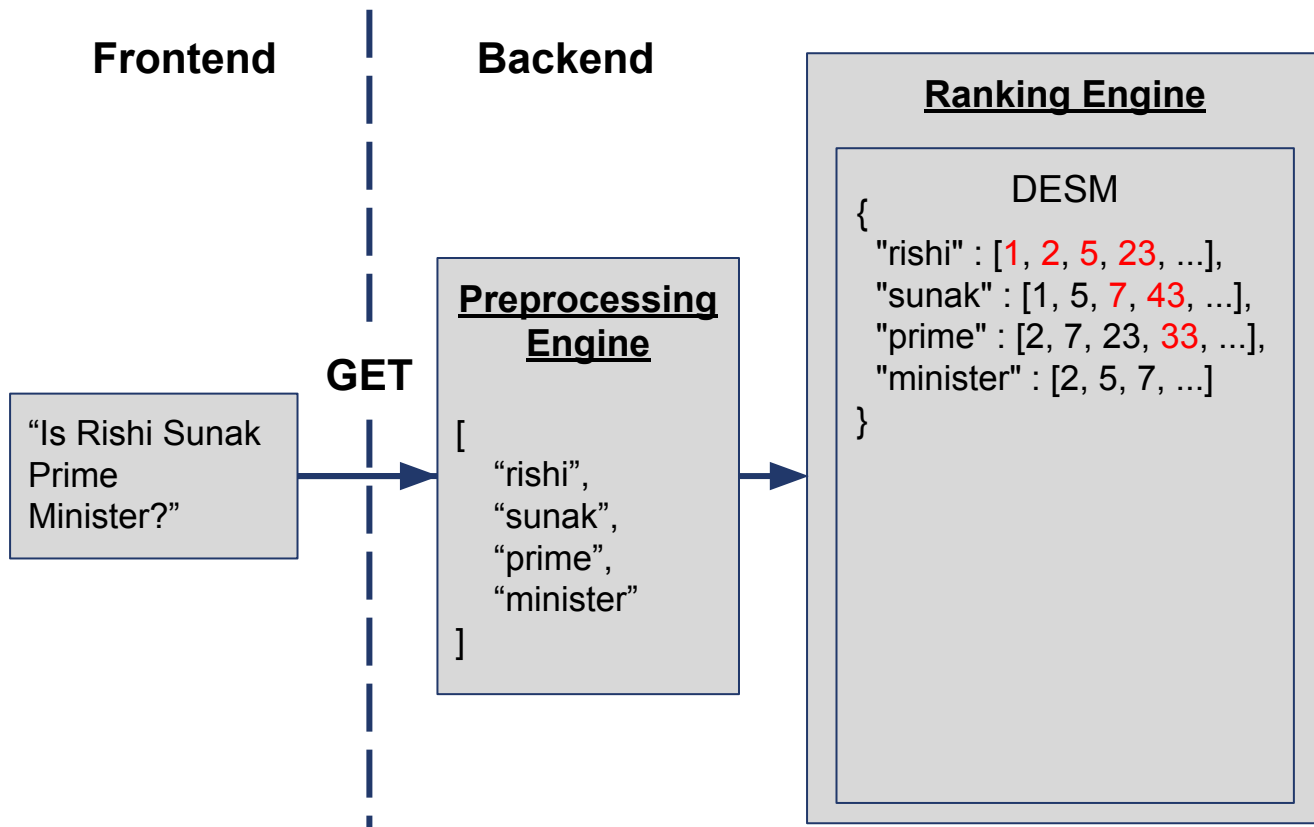 Frontend
Backend
GET
“Is Rishi Sunak
Prime
Minister?”
Preprocessing
Engine
[
“rishi”,
“sunak”,
“prime”,
“minister”
]
Ranking Engine
DESM
{
"rishi" : [1, 2, 5, 23, ...],
"sunak" : [1, 5, 7, 43, ...],
"prime" : [2, 7, 23, 33, ...],
"minister" : [2, 5, 7, ...]
}